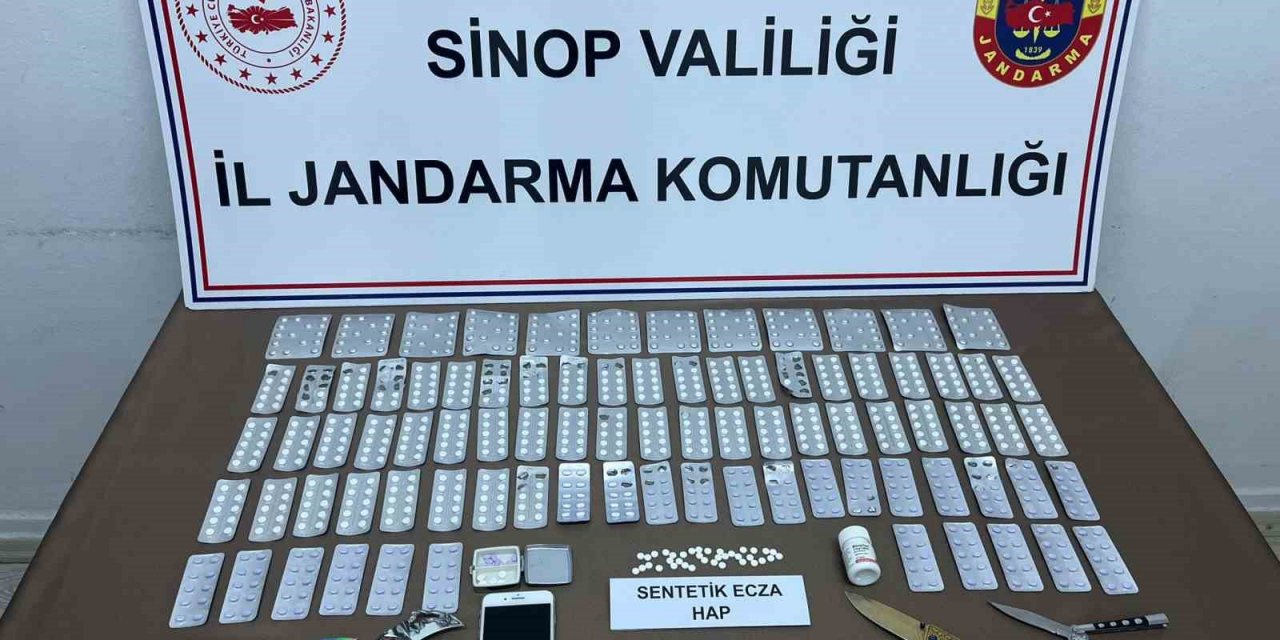 SİNOP VALİLİĞİ
JANDARMA
1839
İL JANDARMA KOMUTANLIĞI
SENTETİK ECZA
HAP